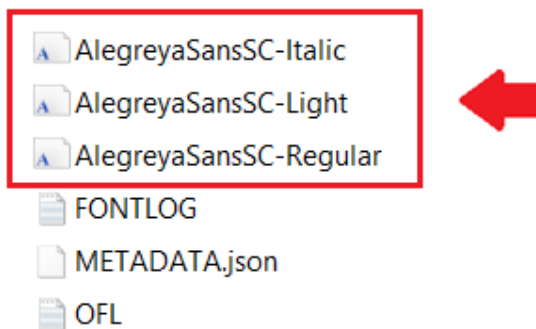 AlegreyaSansSC-Italic
AlegreyaSansSC-Light
AlegreyaSansSC-Regular
FONTLOG
METADATA.json
OFL